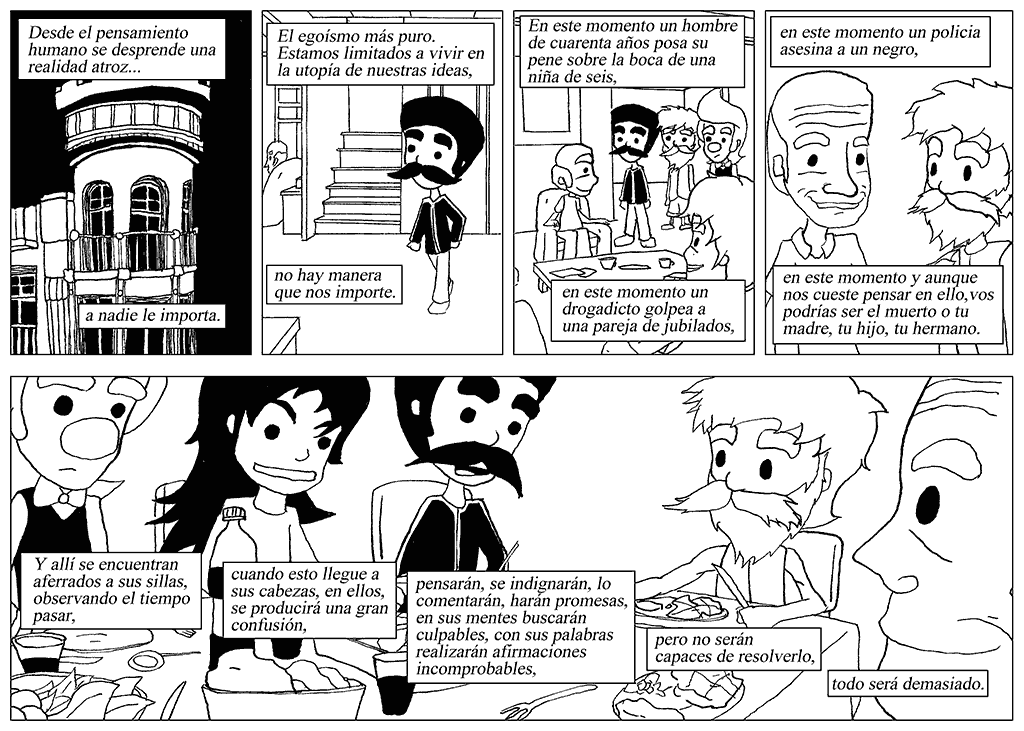 Desde el pensamiento
humano se desprende una
realidad atroz...
a nadie le importa.
El egoísmo más puro.
Estamos limitados a vivir en
la utopía de nuestras ideas,
no hay manera
que nos importe.
En este momento un hombre
de cuarenta años posa su
pene sobre la boca de una
niña de seis,
en este momento un
drogadicto golpea a
una pareja de jubilados,
en este momento un policia
asesina a un negro,
en este momento y aunque
nos cueste pensar en ello,vos
podrías ser el muerto o tu
madre, tu hijo, tu hermano.
Y allí se encuentran
aferrados a sus sillas,
observando el tiempo
pasar,
cuando esto llegue a
sus cabezas, en ellos,
se producirá una gran
confusión,
pensarán, se indignarán, lo
comentarán, harán promesas,
en sus mentes buscarán
culpables, con sus palabras
realizarán afirmaciones
incomprobables,
pero no serán
capaces de resolverlo,
todo será demasiado.